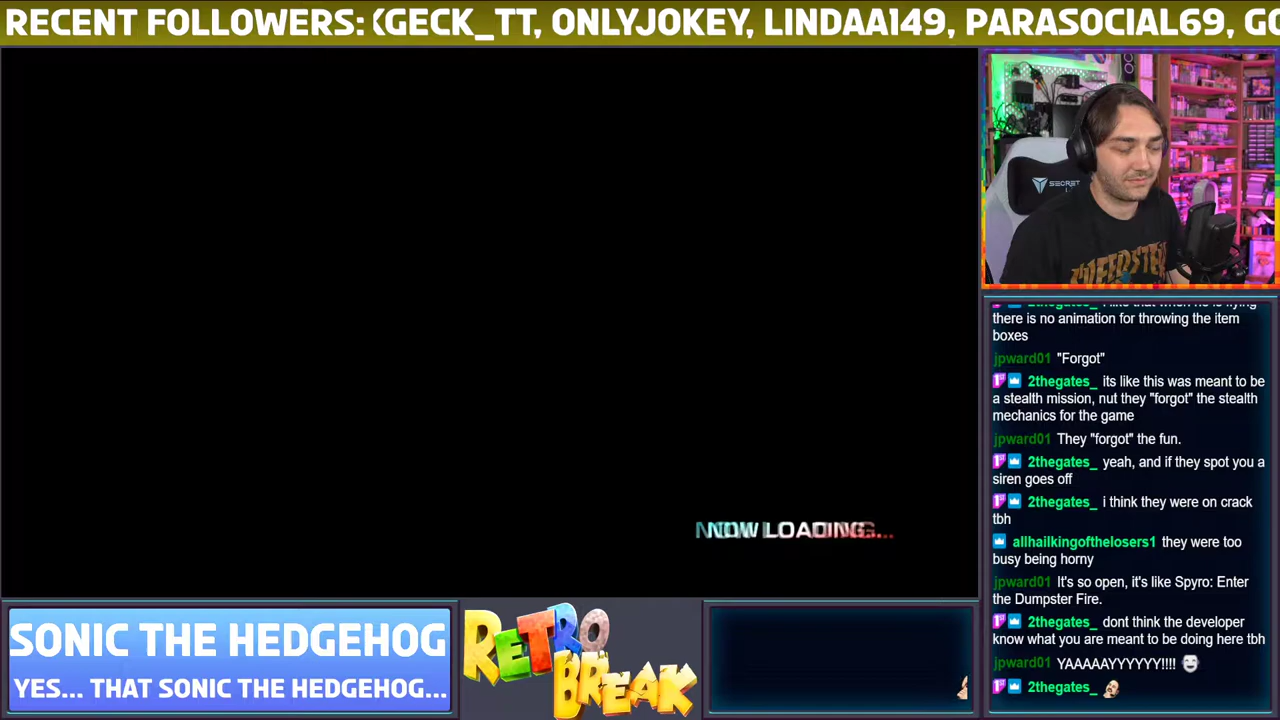 RECENT FOLLOWERS: (GECK_TT, ONLYJOKEY, LINDAA149, PARASOCIAL69, GO
SECRET
NOW LOADING...
there is no animation for throwing the item
boxes
jpward01 "Forgot"
2thegates_ its like this was meant to be
a stealth mission, nut they "forgot" the stealth
mechanics for the game
jpward01 They "forgot" the fun.
2thegates_ yeah, and if they spot you a
siren goes off
2thegates_ i think they were on crack
tbh
allhailkingofthelosers1 they were too
busy being horny
jpward01 It's so open, it's like Spyro: Enter
the Dumpster Fire.
2thegates_ dont think the developer
know what you are meant to be doing here tbh
jpward01 YAAAAAYYYYYY!!!!
2thegates_
SONIC THE HEDGEHOG
YES... THAT SONIC THE HEDGEHOG...
RETRO
BREAK